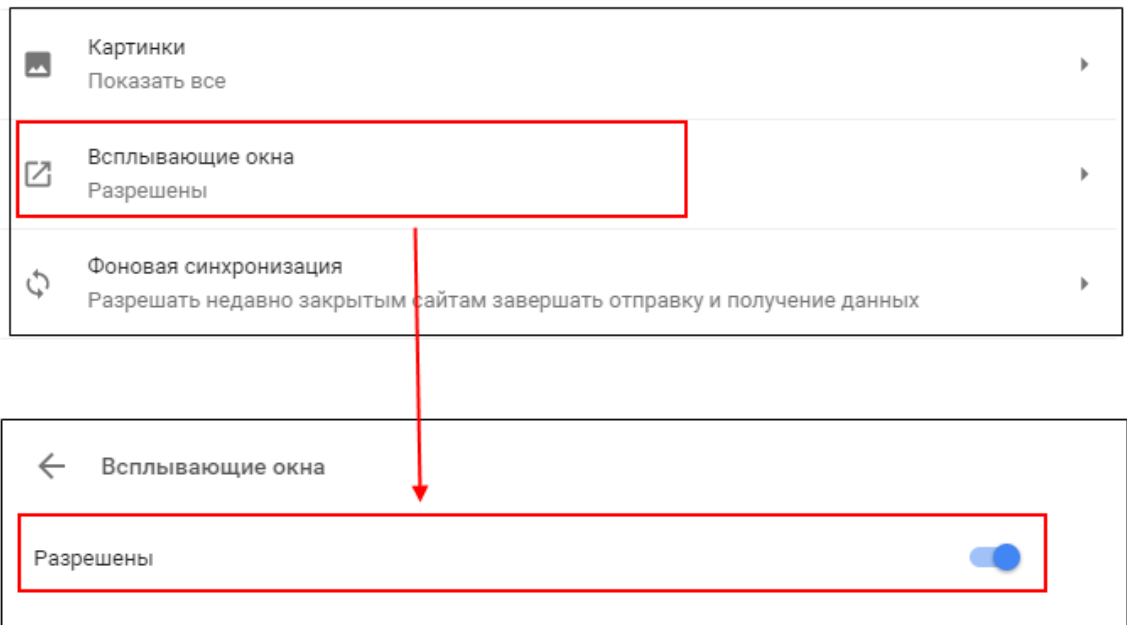 Картинки
Показать все
Всплывающие окна
Разрешены
Фоновая синхронизация
Разрешать недавно закрытым сайтам завершать отправку и получение данных
Всплывающие окна
Разрешены